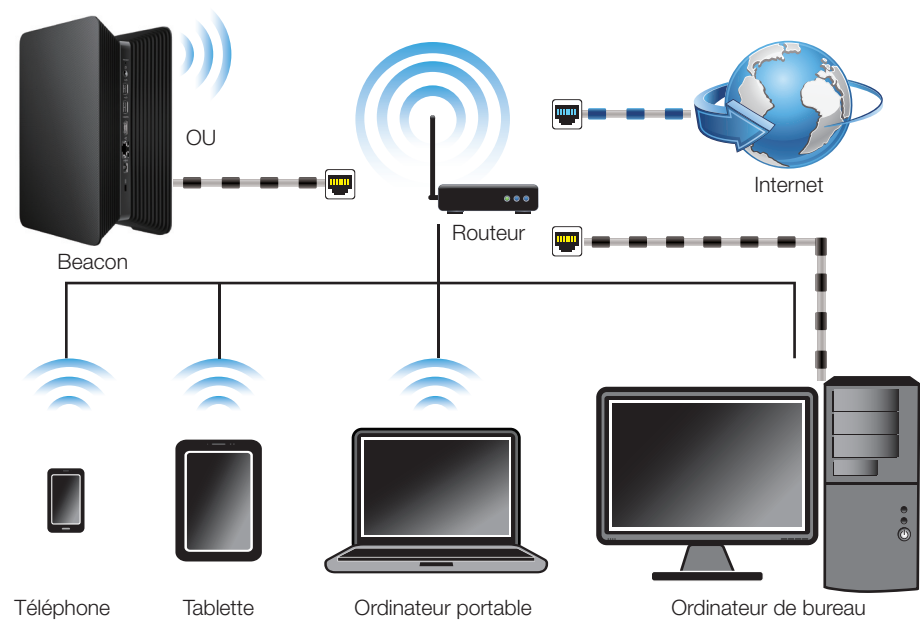 OU
Internet
Routeur
Beacon
Téléphone
Tablette
Ordinateur portable
Ordinateur de bureau